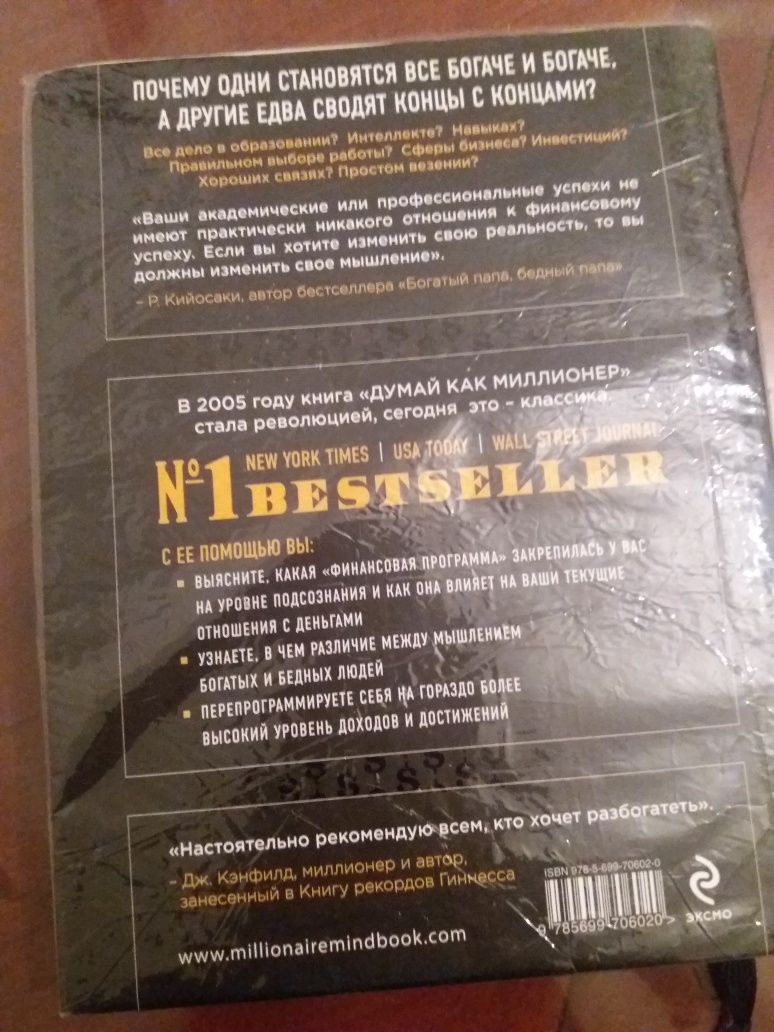 ПОЧЕМУ ОДНИ СТАНОВЯТСЯ ВСЕ БОГАЧЕ И БОГАЧЕ,
А ДРУГИЕ ЕДВА СВОДЯТ КОНЦЫ С КОНЦАМИ?
Все дело в образовании? Интеллекте? Навыках?
Правильном выборе работы? Сферы бизнеса? Инвестиций?
Хороших связях? Простом везении?
«Ваши академические или профессиональные успехи не
имеют практически никакого отношения к финансовому
успеху. Если вы хотите изменить свою реальность, то вы
должны изменить свое мышление».
– Р. Кийосаки, автор бестселлера «Богатый папа, бедный папа»
В 2005 году книга «ДУМАЙ КАК МИЛЛИОНЕР»
стала революцией, сегодня это – классика.
№1 NEW YORK TIMES | USA TODAY | WALL STREET JOURNAL
BESTSELLER
С ЕЕ ПОМОЩЬЮ ВЫ:
▪ ВЫЯСНИТЕ, КАКАЯ «ФИНАНСОВАЯ ПРОГРАММА» ЗАКРЕПИЛАСЬ У ВАС
НА УРОВНЕ ПОДСОЗНАНИЯ И КАК ОНА ВЛИЯЕТ НА ВАШИ ТЕКУЩИЕ
ОТНОШЕНИЯ С ДЕНЬГАМИ
▪ УЗНАЕТЕ, В ЧЕМ РАЗЛИЧИЕ МЕЖДУ МЫШЛЕНИЕМ
БОГАТЫХ И БЕДНЫХ ЛЮДЕЙ
▪ ПЕРЕПРОГРАММИРУЕТЕ СЕБЯ НА ГОРАЗДО БОЛЕЕ
ВЫСОКИЙ УРОВЕНЬ ДОХОДОВ И ДОСТИЖЕНИЙ
«Настоятельно рекомендую всем, кто хочет разбогатеть».
– Дж. Кэнфилд, миллионер и автор,
занесенный в Книгу рекордов Гиннесса
ISBN 978-5-699-70602-0
9 785699 706020 >
ЭКСМО
www.millionairemindbook.com